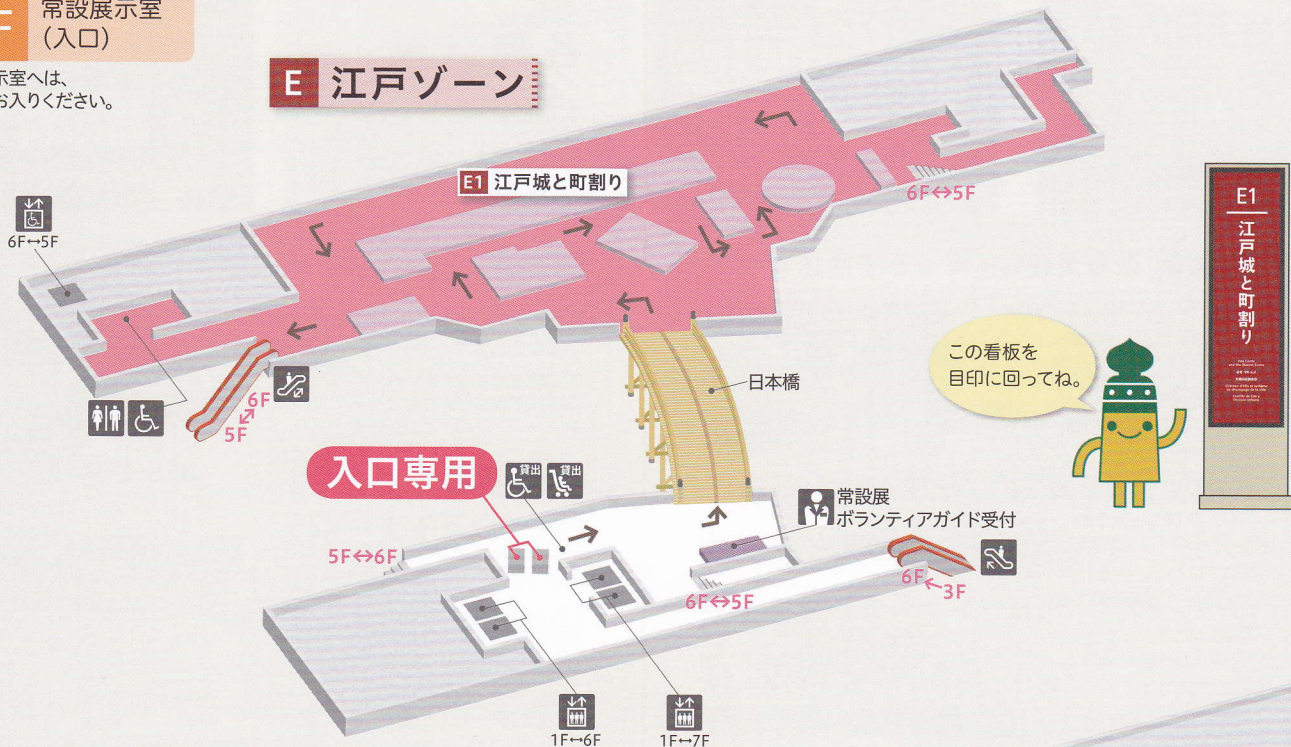 常設展示室
(入口)
示室へは、
お入りください。
E 江戸ゾーン
E1 江戸城と町割り
6F↔5F
6F↔5F
6F
5F
日本橋
入口専用
貸出
貸出
常設展
ボランティアガイド受付
5F↔6F
6F↔5F
6F←3F
1F↔6F
1F↔7F
この看板を
目印に回ってね。
E1
江戸城と町割り